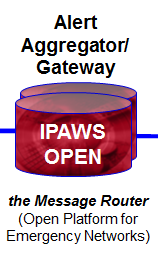 Alert
Aggregator/
Gateway
IPAWS
OPEN
the Message Router
(Open Platform for
Emergency Networks)